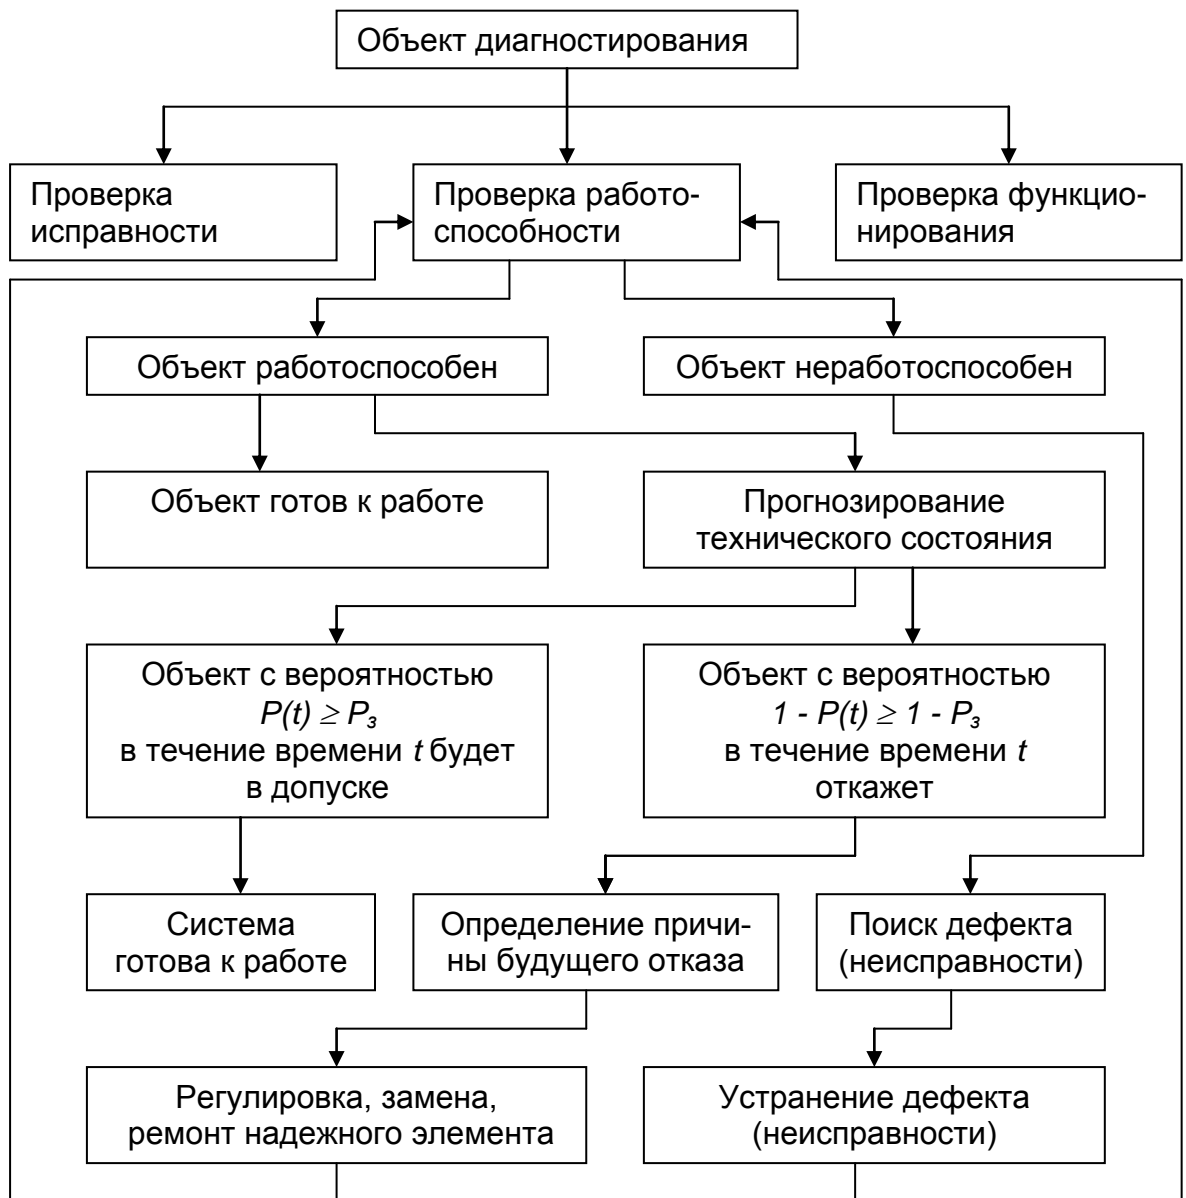 Объект диагностирования
Проверка
исправности
Проверка работо-
способности
Проверка функцио-
нирования
Объект работоспособен
Объект неработоспособен
Объект готов к работе
Прогнозирование
технического состояния
Объект с вероятностью
P(t) ≥ Pз
в течение времени t будет
в допуске
Объект с вероятностью
1 - P(t) ≥ 1 - Pз
в течение времени t
откажет
Система
готова к работе
Определение причи-
ны будущего отказа
Поиск дефекта
(неисправности)
Регулировка, замена,
ремонт надежного элемента
Устранение дефекта
(неисправности)